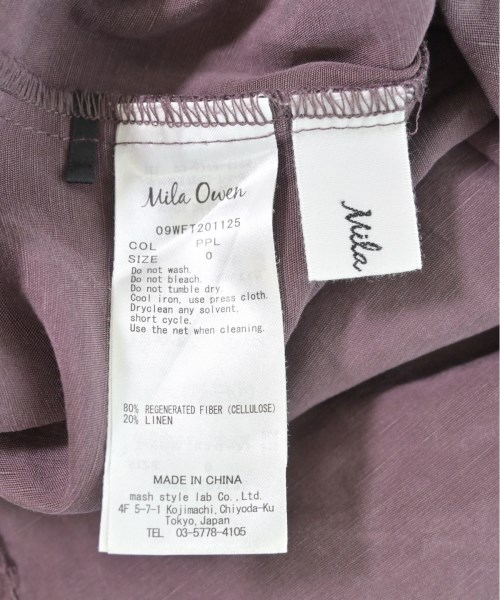 Mila Owen
09WFT201125
COL PPL
SIZE 0
Do not wash.
Do not bleach.
Do not tumble dry.
Cool iron, use press cloth.
Dryclean any solvent,
short cycle.
Use the net when cleaning.
80% REGENERATED FIBER (CELLULOSE)
20% LINEN
MADE IN CHINA
mash style lab Co., Ltd.
4F 5-7-1 Kojimachi, Chiyoda-Ku
Tokyo, Japan
TEL 03-5778-4105
Mila